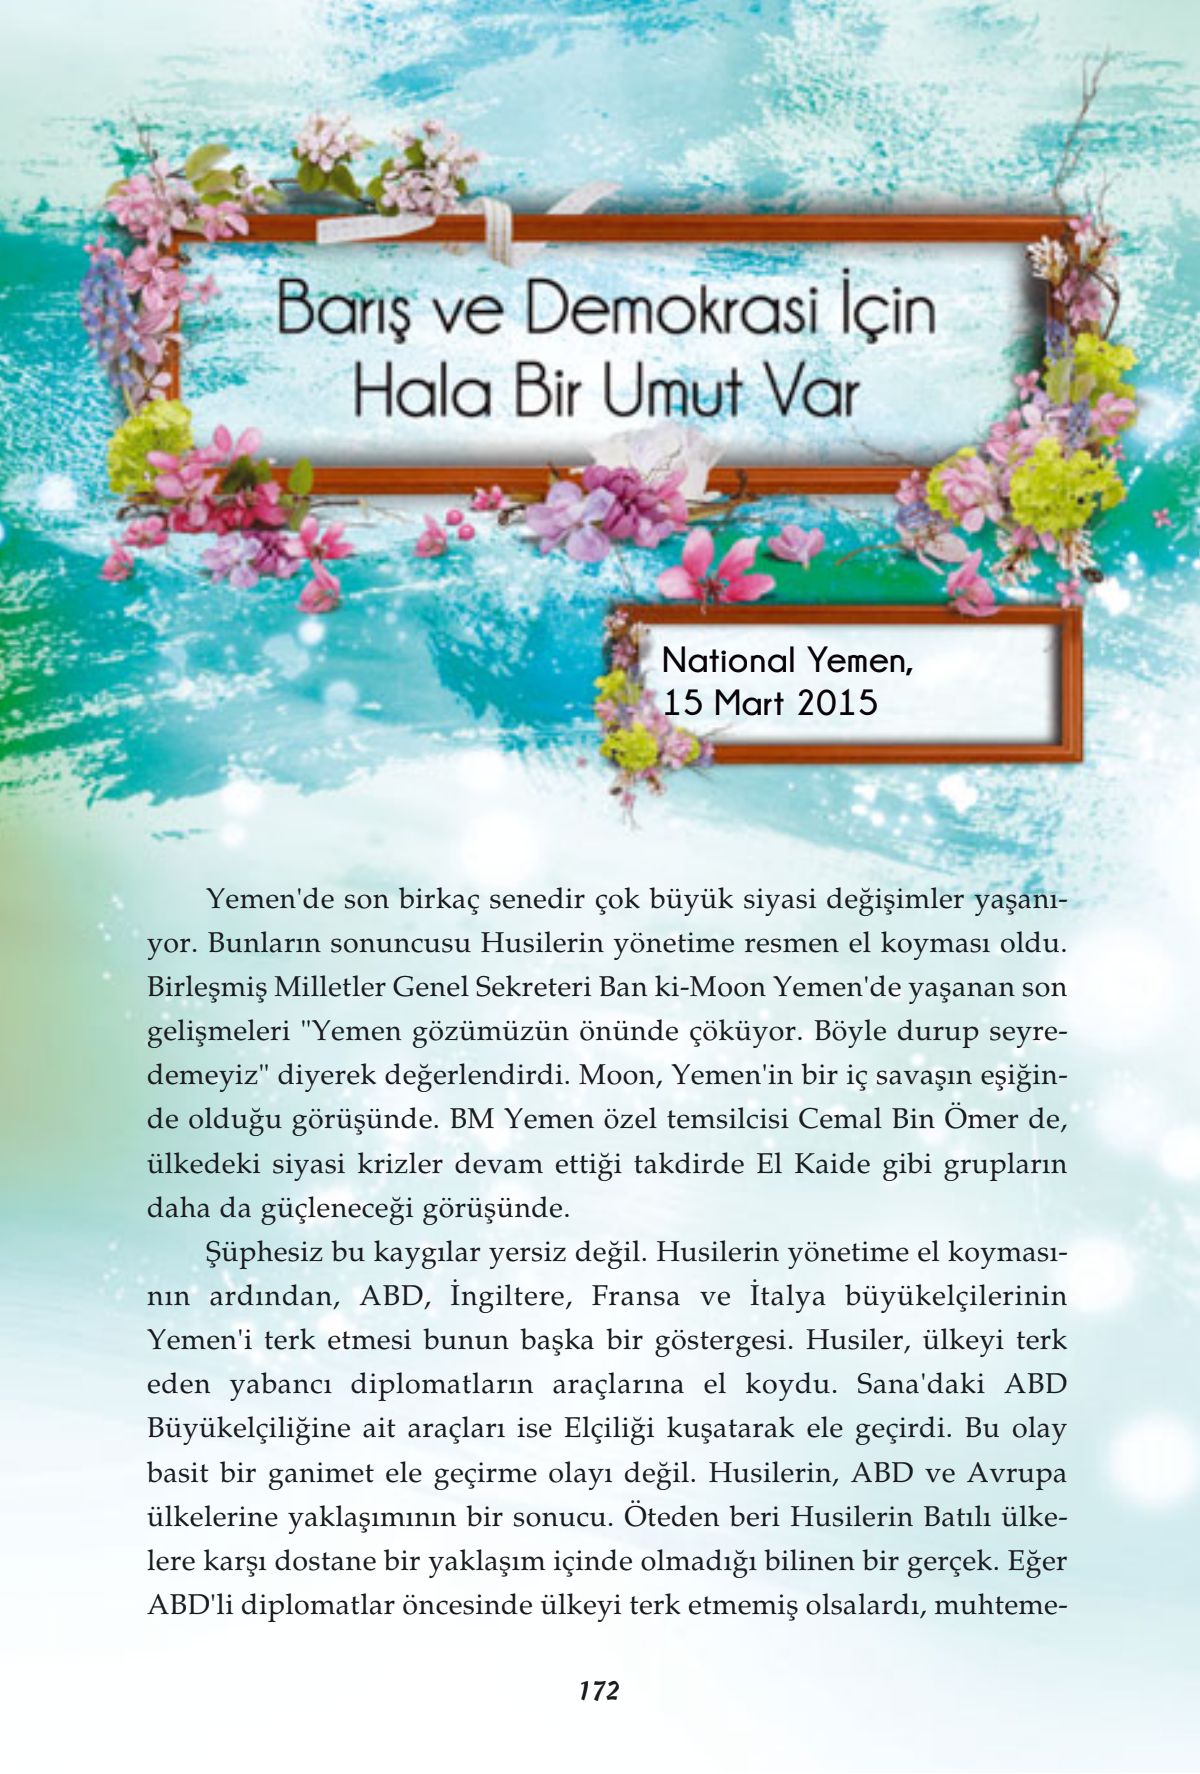 Barış ve Demokrasi İçin
Hala Bir Umut Var
National Yemen,
15 Mart 2015
Yemen'de son birkaç senedir çok büyük siyasi değişimler yaşanı-
yor. Bunların sonuncusu Husilerin yönetime resmen el koyması oldu.
Birleşmiş Milletler Genel Sekreteri Ban ki-Moon Yemen'de yaşanan son
gelişmeleri "Yemen gözümüzün önünde çöküyor. Böyle durup seyre-
demeyiz" diyerek değerlendirdi. Moon, Yemen'in bir iç savaşın eşiğin-
de olduğu görüşünde. BM Yemen özel temsilcisi Cemal Bin Ömer de,
ülkedeki siyasi krizler devam ettiği takdirde El Kaide gibi grupların
daha da güçleneceği görüşünde.
Şüphesiz bu kaygılar yersiz değil. Husilerin yönetime el koyması-
nın ardından, ABD, İngiltere, Fransa ve İtalya büyükelçilerinin
Yemen'i terk etmesi bunun başka bir göstergesi. Husiler, ülkeyi terk
eden yabancı diplomatların araçlarına el koydu. Sana'daki ABD
Büyükelçiliğine ait araçları ise Elçiliği kuşatarak ele geçirdi. Bu olay
basit bir ganimet ele geçirme olayı değil. Husilerin, ABD ve Avrupa
ülkelerine yaklaşımının bir sonucu. Öteden beri Husilerin Batılı ülke-
lere karşı dostane bir yaklaşım içinde olmadığı bilinen bir gerçek. Eğer
ABD'li diplomatlar öncesinde ülkeyi terk etmemiş olsalardı, muhteme-
172